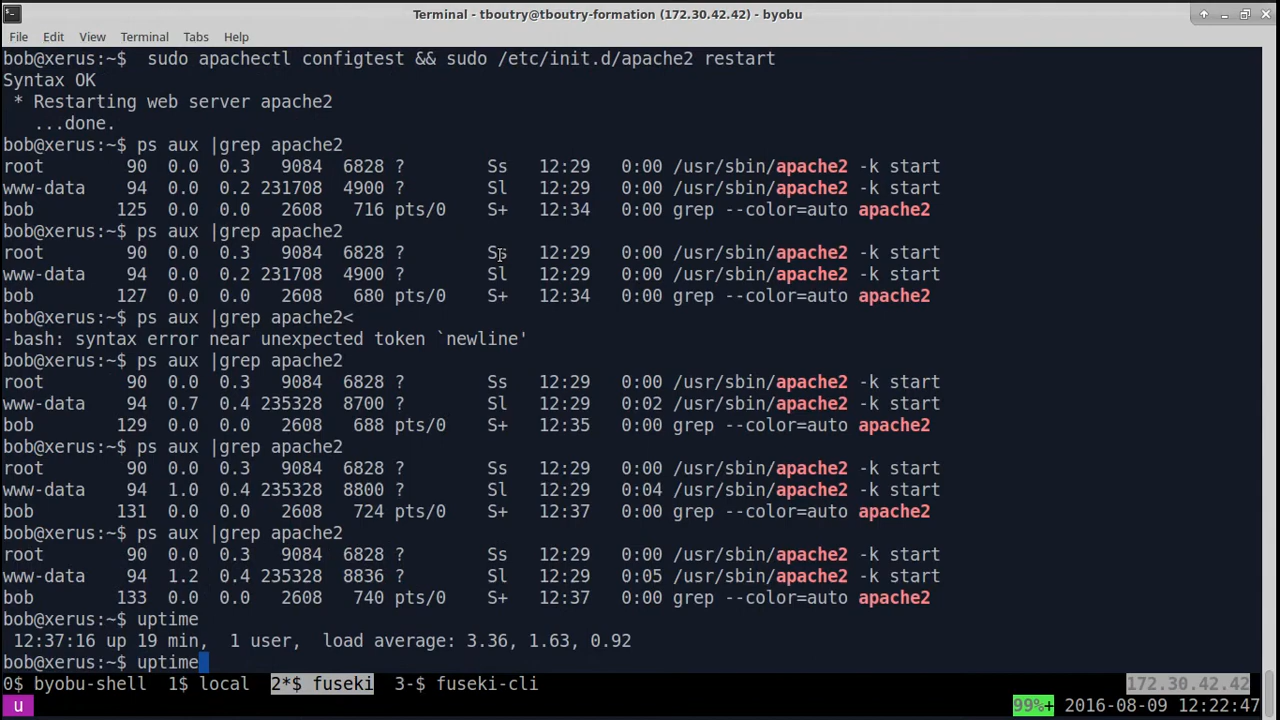 Terminal - tboutry@tboutry-formation (172.30.42.42) - byobu
File Edit View Terminal Tabs Help
bob@xerus:~$  sudo apachectl configtest && sudo /etc/init.d/apache2 restart
Syntax OK
 * Restarting web server apache2
   ...done.
bob@xerus:~$ ps aux |grep apache2
root        90  0.0  0.3   9084  6828 ?        Ss   12:29   0:00 /usr/sbin/apache2 -k start
www-data    94  0.0  0.2 231708  4900 ?        Sl   12:29   0:00 /usr/sbin/apache2 -k start
bob        125  0.0  0.0   2608   716 pts/0    S+   12:34   0:00 grep --color=auto apache2
bob@xerus:~$ ps aux |grep apache2
root        90  0.0  0.3   9084  6828 ?        Ss   12:29   0:00 /usr/sbin/apache2 -k start
www-data    94  0.0  0.2 231708  4900 ?        Sl   12:29   0:00 /usr/sbin/apache2 -k start
bob        127  0.0  0.0   2608   680 pts/0    S+   12:34   0:00 grep --color=auto apache2
bob@xerus:~$ ps aux |grep apache2<
-bash: syntax error near unexpected token `newline'
bob@xerus:~$ ps aux |grep apache2
root        90  0.0  0.3   9084  6828 ?        Ss   12:29   0:00 /usr/sbin/apache2 -k start
www-data    94  0.7  0.4 235328  8700 ?        Sl   12:29   0:02 /usr/sbin/apache2 -k start
bob        129  0.0  0.0   2608   688 pts/0    S+   12:35   0:00 grep --color=auto apache2
bob@xerus:~$ ps aux |grep apache2
root        90  0.0  0.3   9084  6828 ?        Ss   12:29   0:00 /usr/sbin/apache2 -k start
www-data    94  1.0  0.4 235328  8800 ?        Sl   12:29   0:04 /usr/sbin/apache2 -k start
bob        131  0.0  0.0   2608   724 pts/0    S+   12:37   0:00 grep --color=auto apache2
bob@xerus:~$ ps aux |grep apache2
root        90  0.0  0.3   9084  6828 ?        Ss   12:29   0:00 /usr/sbin/apache2 -k start
www-data    94  1.2  0.4 235328  8836 ?        Sl   12:29   0:05 /usr/sbin/apache2 -k start
bob        133  0.0  0.0   2608   740 pts/0    S+   12:37   0:00 grep --color=auto apache2
bob@xerus:~$ uptime
 12:37:16 up 19 min,  1 user,  load average: 3.36, 1.63, 0.92
bob@xerus:~$ uptime
0$ byobu-shell  1$ local  2*$ fuseki  3-$ fuseki-cli 172.30.42.42
u 99%+ 2016-08-09 12:22:47